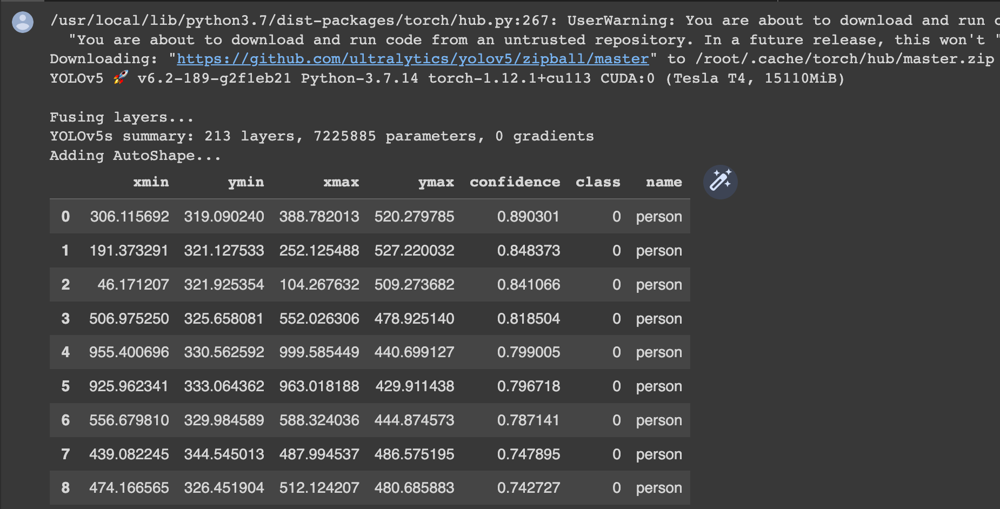 /usr/local/lib/python3.7/dist-packages/torch/hub.py:267: UserWarning: You are about to download and run
"You are about to download and run code from an untrusted repository. In a future release, this won't "
Downloading: "https://github.com/ultralytics/yolov5/zipball/master" to /root/.cache/torch/hub/master.zip
YOLOv5 🚀 v6.2-189-g2f1eb21 Python-3.7.14 torch-1.12.1+cu113 CUDA:0 (Tesla T4, 15110MiB)
Fusing layers...
YOLOv5s summary: 213 layers, 7225885 parameters, 0 gradients
Adding AutoShape...
xmin ymin xmax ymax confidence class name
0 306.115692 319.090240 388.782013 520.279785 0.890301 0 person
1 191.373291 321.127533 252.125488 527.220032 0.848373 0 person
2 46.171207 321.925354 104.267632 509.273682 0.841066 0 person
3 506.975250 325.658081 552.026306 478.925140 0.818504 0 person
4 955.400696 330.562592 999.585449 440.699127 0.799005 0 person
5 925.962341 333.064362 963.018188 429.911438 0.796718 0 person
6 556.679810 329.984589 588.324036 444.874573 0.787141 0 person
7 439.082245 344.545013 487.994537 486.575195 0.747895 0 person
8 474.166565 326.451904 512.124207 480.685883 0.742727 0 person